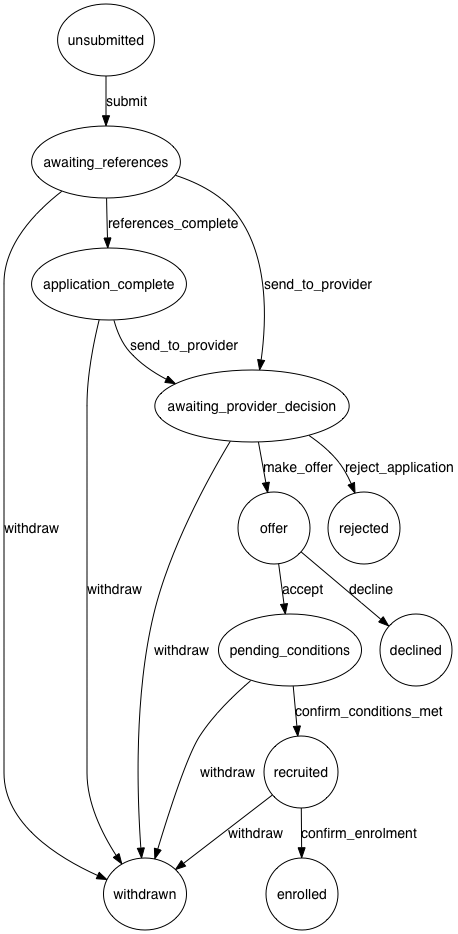 unsubmitted
submit
awaiting_references
references_complete
application_complete
send_to_provider
send_to_provider
awaiting_provider_decision
make_offer
reject_application
offer
rejected
withdraw
withdraw
accept
decline
withdraw
pending_conditions
declined
confirm_conditions_met
withdraw
recruited
withdraw
confirm_enrolment
withdrawn
enrolled